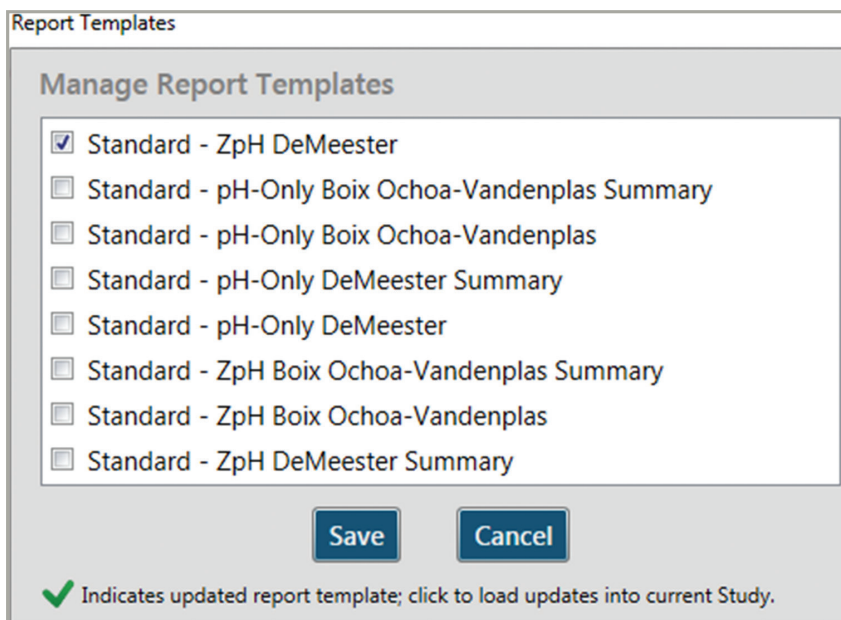 Report Templates
Manage Report Templates
Standard - ZpH DeMeester
Standard - pH-Only Boix Ochoa-Vandenplas Summary
Standard - pH-Only Boix Ochoa-Vandenplas
Standard - pH-Only DeMeester Summary
Standard - pH-Only DeMeester
Standard - ZpH Boix Ochoa-Vandenplas Summary
Standard - ZpH Boix Ochoa-Vandenplas
Standard - ZpH DeMeester Summary
Save Cancel
Indicates updated report template; click to load updates into current Study.